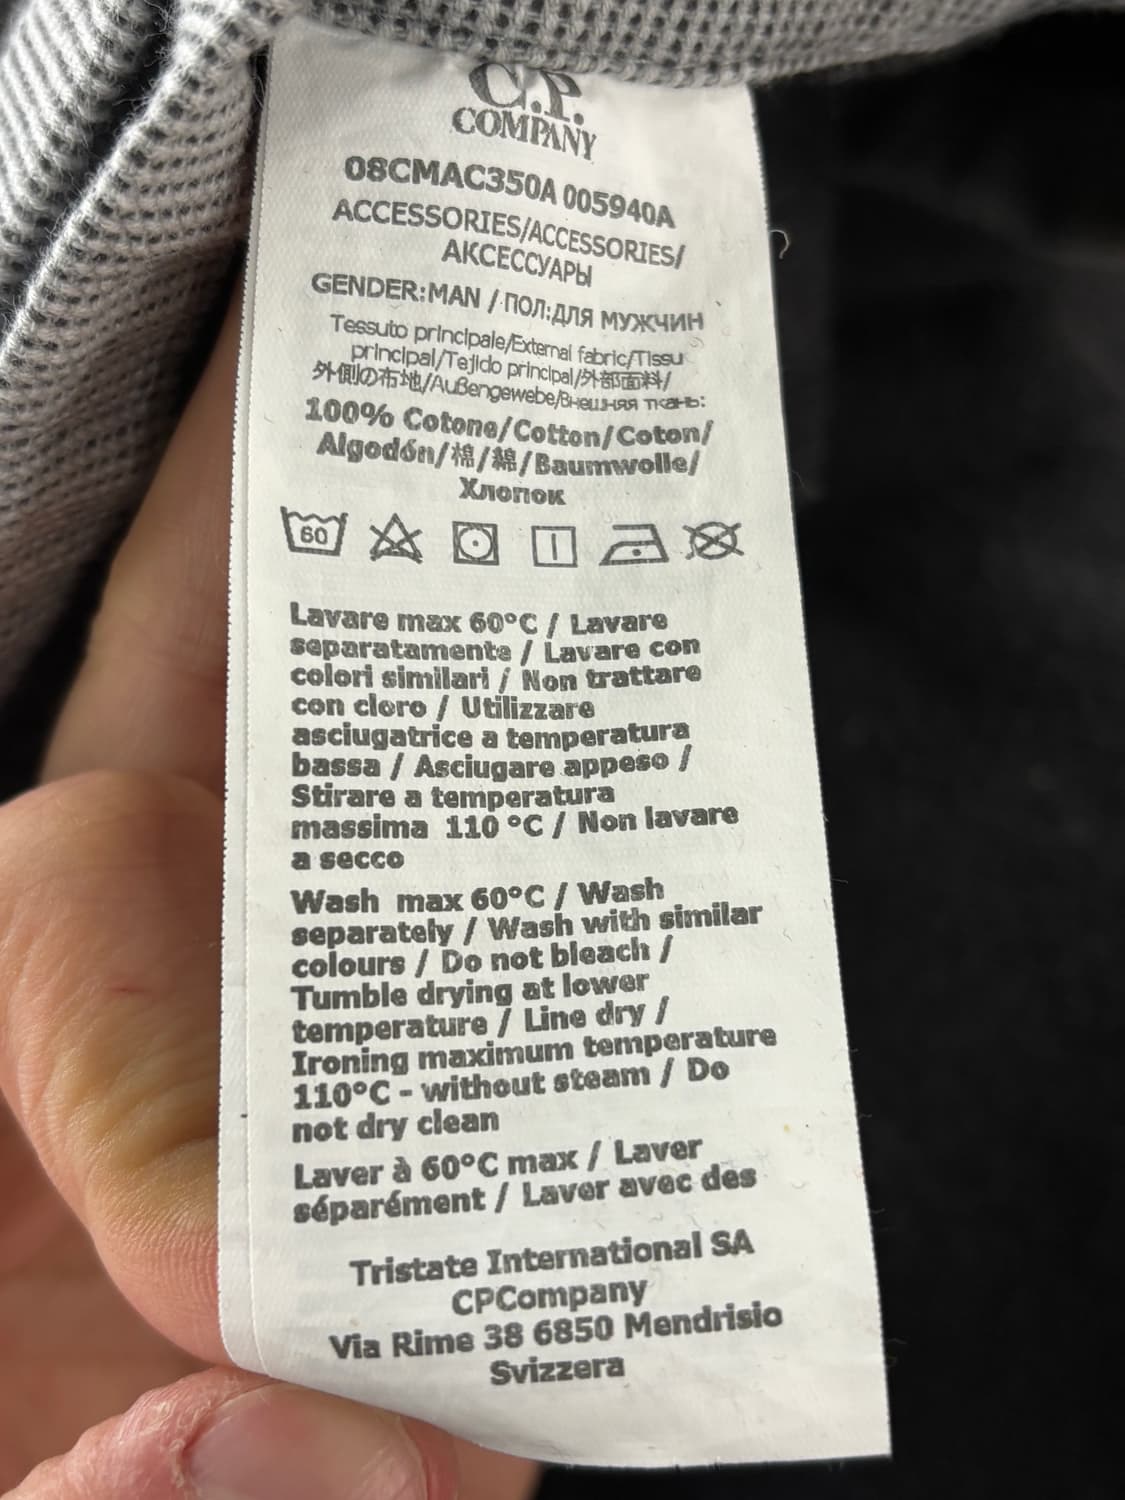 C.P.
COMPANY
08CMAC350A 005940A
ACCESSORIES/ACCESSORIES/
АКСЕССУАРЫ
GENDER:MAN / ПОЛ:ДЛЯ МУЖЧИН
Tessuto principale/External fabric/Tissu
principal/Tejido principal/外部面料/
外側の布地/Außengewebe/Внешняя ткань:
100% Cotone/Cotton/Coton/
Algodón/棉/綿/Baumwolle/
Хлопок
60
Lavare max 60°C / Lavare
separatamente / Lavare con
colori similari / Non trattare
con cloro / Utilizzare
asciugatrice a temperatura
bassa / Asciugare appeso /
Stirare a temperatura
massima 110 °C / Non lavare
a secco
Wash max 60°C / Wash
separately / Wash with similar
colours / Do not bleach /
Tumble drying at lower
temperature / Line dry /
Ironing maximum temperature
110°C - without steam / Do
not dry clean
Laver à 60°C max / Laver
séparément / Laver avec des
Tristate International SA
CPCompany
Via Rime 38 6850 Mendrisio
Svizzera